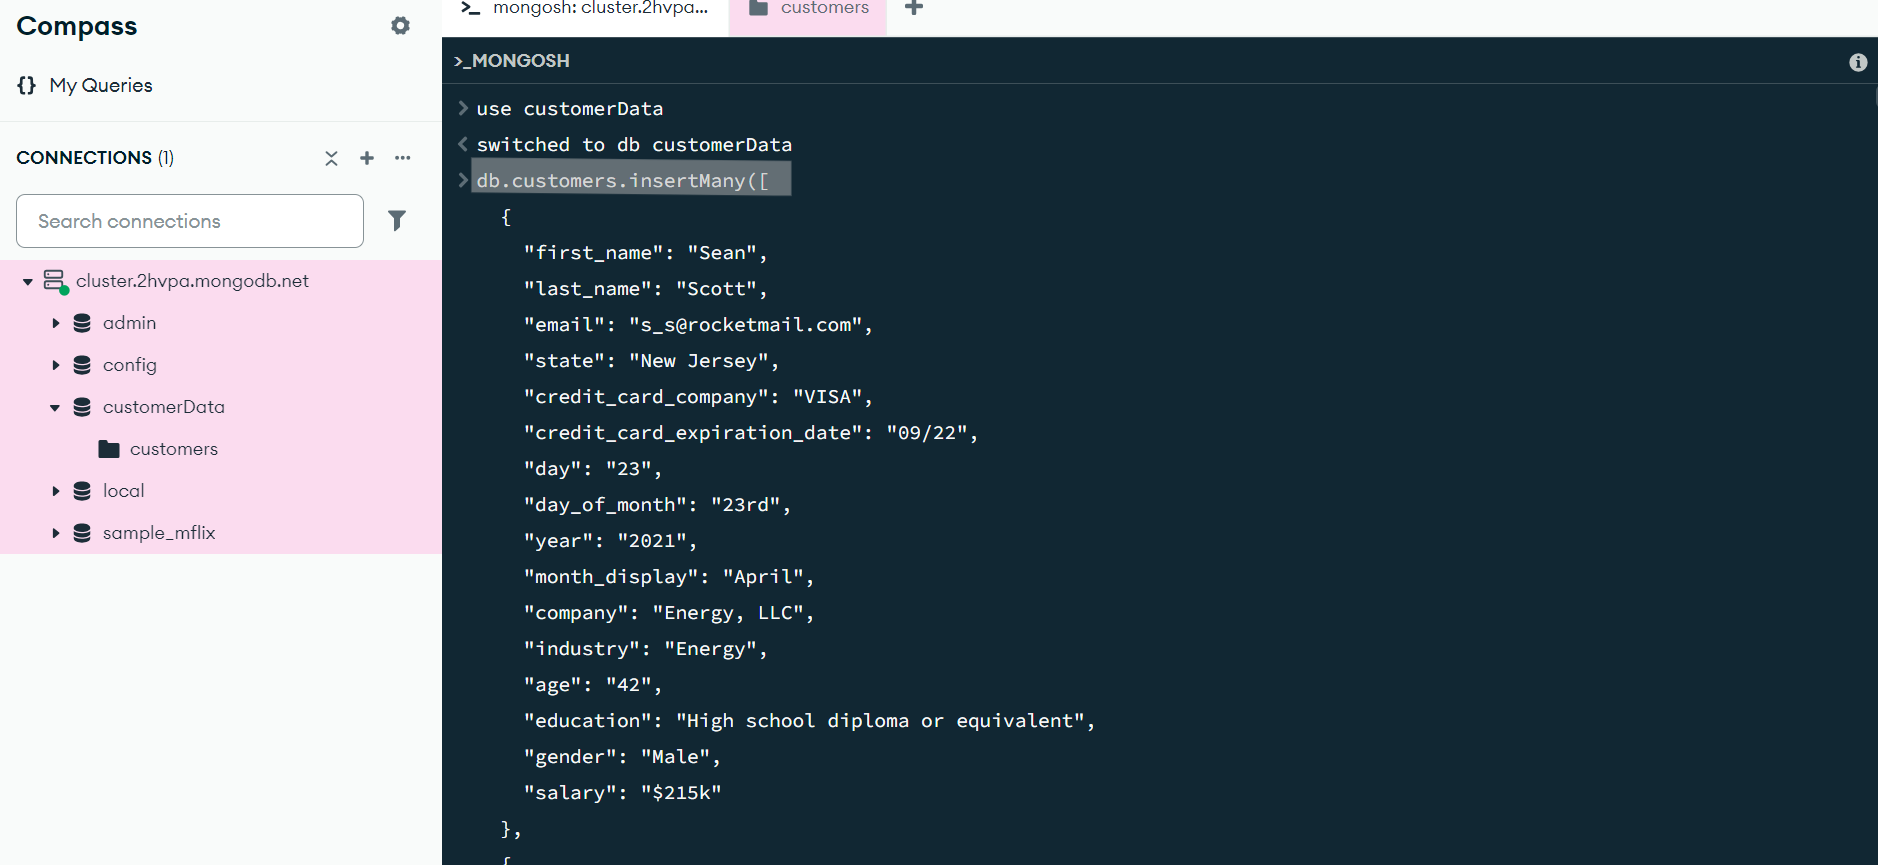 Compass
{} My Queries
CONNECTIONS (1)
Search connections
cluster.2hvpa.mongodb.net
admin
config
customerData
customers
local
sample_mflix
>_ mongosh: cluster.2hvpa...
customers
>_MONGOSH
> use customerData
< switched to db customerData
> db.customers.insertMany([
{
"first_name": "Sean",
"last_name": "Scott",
"email": "s_s@rocketmail.com",
"state": "New Jersey",
"credit_card_company": "VISA",
"credit_card_expiration_date": "09/22",
"day": "23",
"day_of_month": "23rd",
"year": "2021",
"month_display": "April",
"company": "Energy, LLC",
"industry": "Energy",
"age": "42",
"education": "High school diploma or equivalent",
"gender": "Male",
"salary": "$215k"
},
{